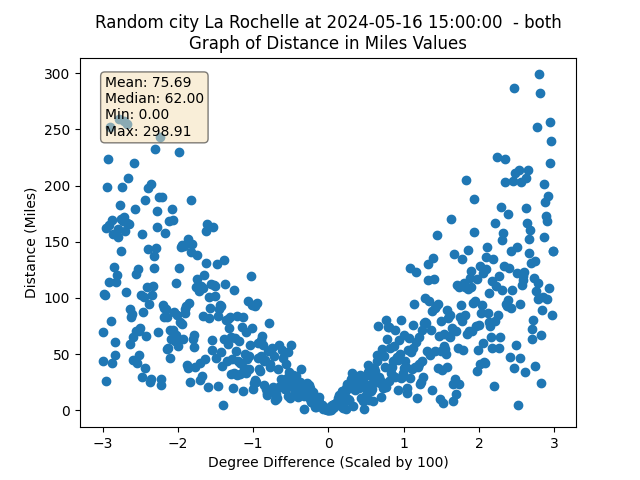 Random city La Rochelle at 2024-05-16 15:00:00  - both
Graph of Distance in Miles Values
Mean: 75.69
Median: 62.00
Min: 0.00
Max: 298.91
300
250
200
150
100
50
0
Distance (Miles)
−3
−2
−1
0
1
2
3
Degree Difference (Scaled by 100)